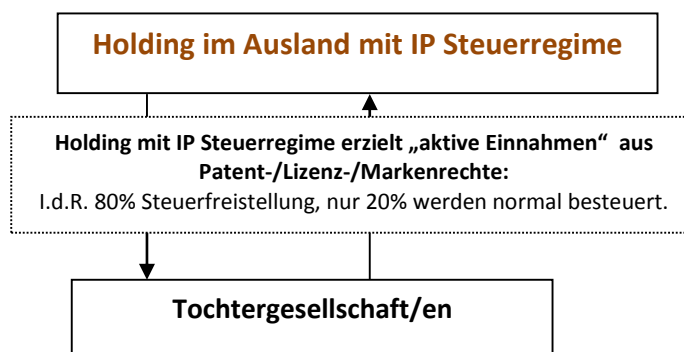 Holding im Ausland mit IP Steuerregime
Holding mit IP Steuerregime erzielt „aktive Einnahmen“ aus
Patent-/Lizenz-/Markenrechte:
I.d.R. 80% Steuerfreistellung, nur 20% werden normal besteuert.
Tochtergesellschaft/en